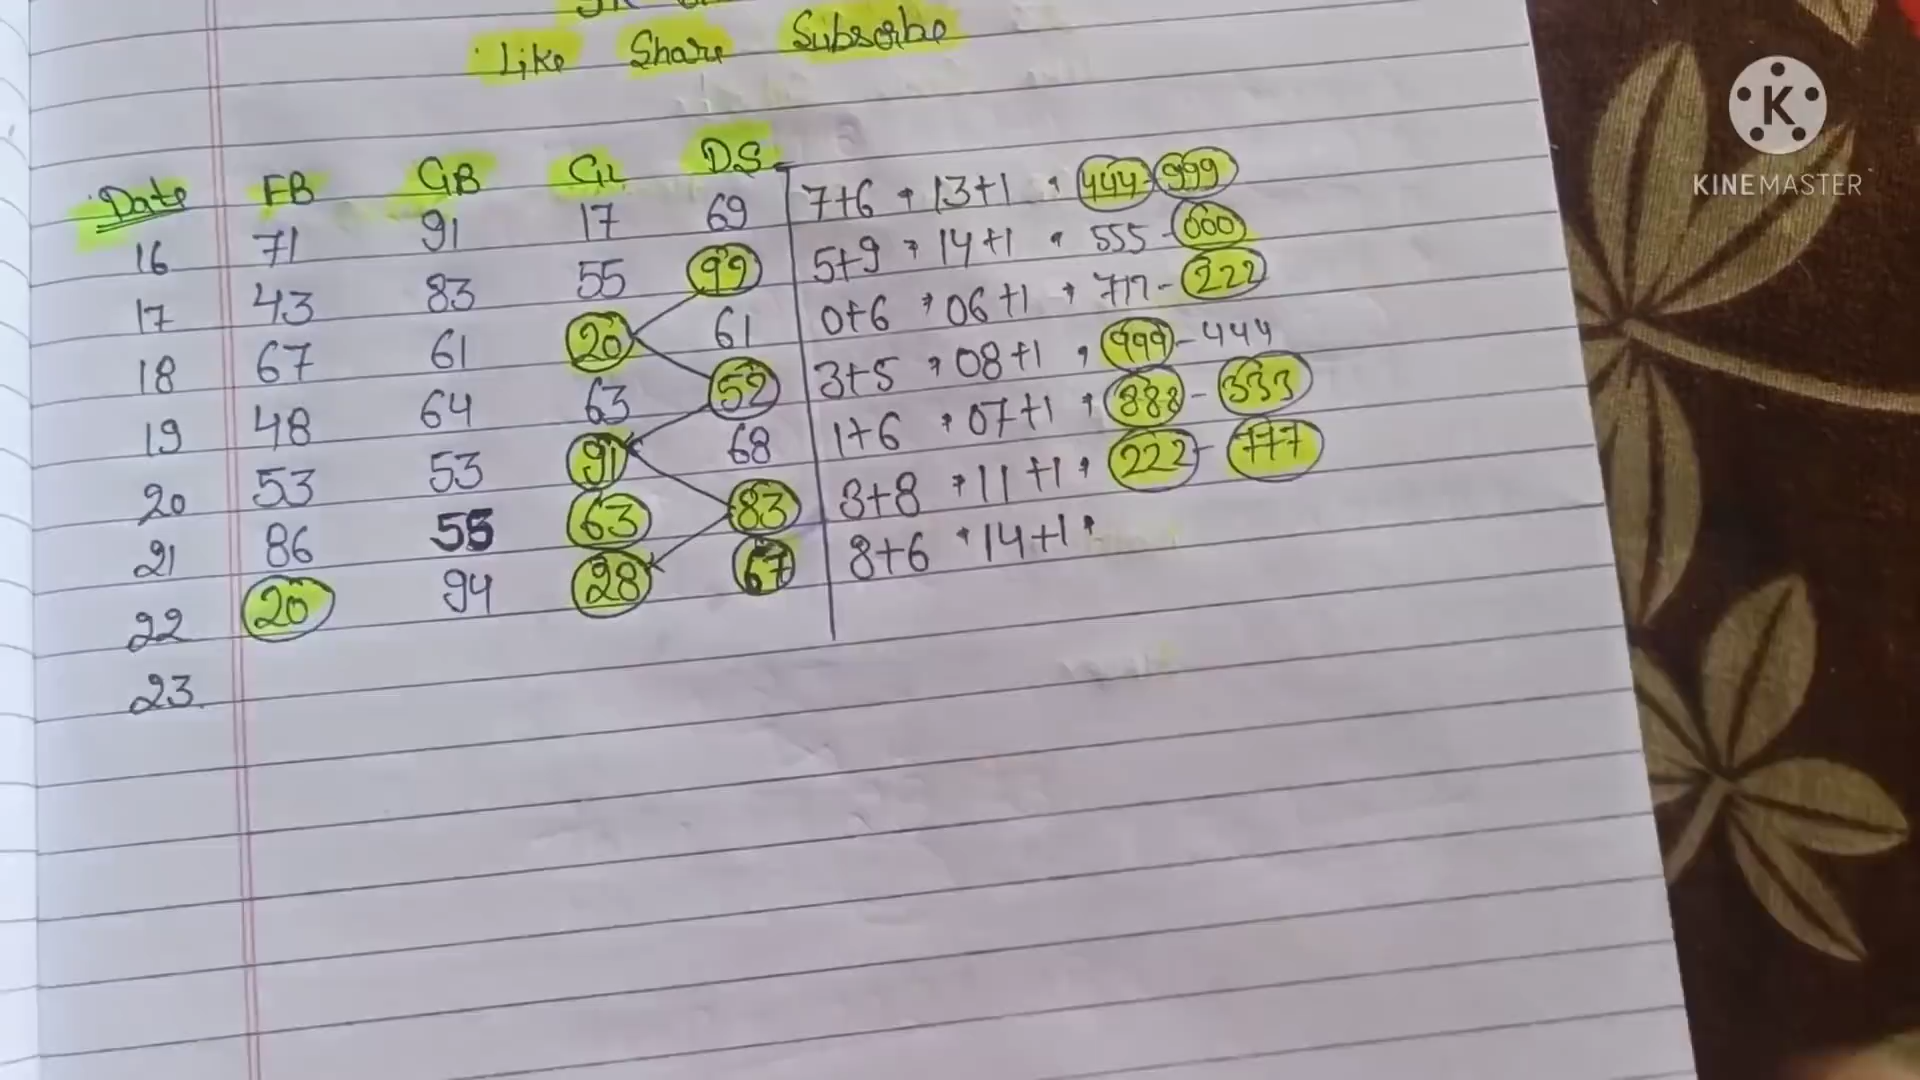 Like Share Subscribe
K
KINEMASTER
Date FB GB GL DS
16 71 91 17 69 7+6 13+1 444 999
17 43 83 55 99 5+9 14+1 555 - 000
18 67 61 20 61 0+6 06+1 777 - 222
19 48 64 63 52 3+5 08+1 999 - 444
20 53 53 91 68 1+6 07+1 888 - 333
21 86 55 63 83 3+8 11+1 222 - 777
22 20 94 28 67 8+6 14+1
23.